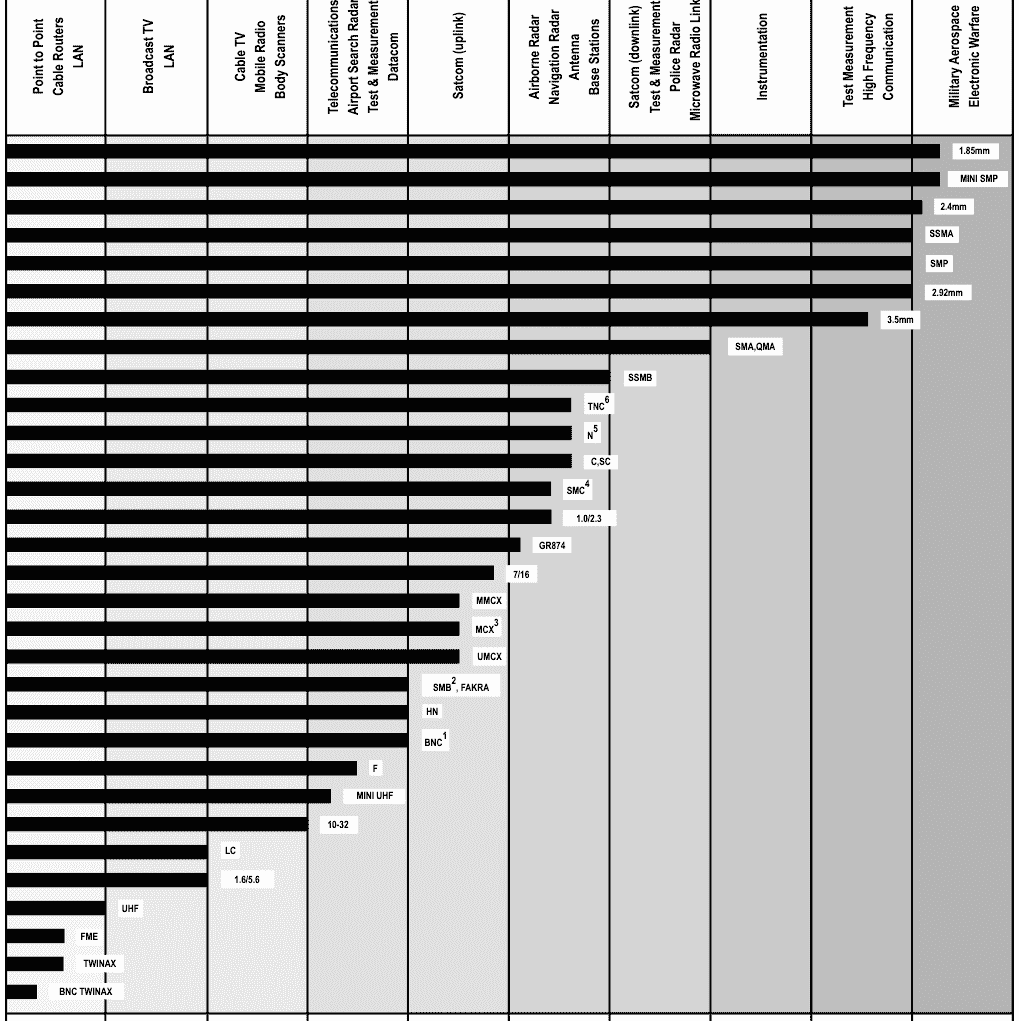 Point to Point
Cable Routers
LAN
Broadcast TV
LAN
Cable TV
Mobile Radio
Body Scanners
Telecommunications
Airport Search Radar
Test & Measurement
Datacom
Satcom (uplink)
Airborne Radar
Navigation Radar
Antenna
Base Stations
Satcom (downlink)
Test & Measurement
Police Radar
Microwave Radio Link
Instrumentation
Test Measurement
High Frequency
Communication
Military Aerospace
Electronic Warfare
1.85mm
MINI SMP
2.4mm
SSMA
SMP
2.92mm
3.5mm
SMA,QMA
SSMB
TNC⁶
N⁵
C,SC
SMC⁴
1.0/2.3
GR874
7/16
MMCX
MCX³
UMCX
SMB², FAKRA
HN
BNC¹
F
MINI UHF
10-32
LC
1.6/5.6
UHF
FME
TWINAX
BNC TWINAX